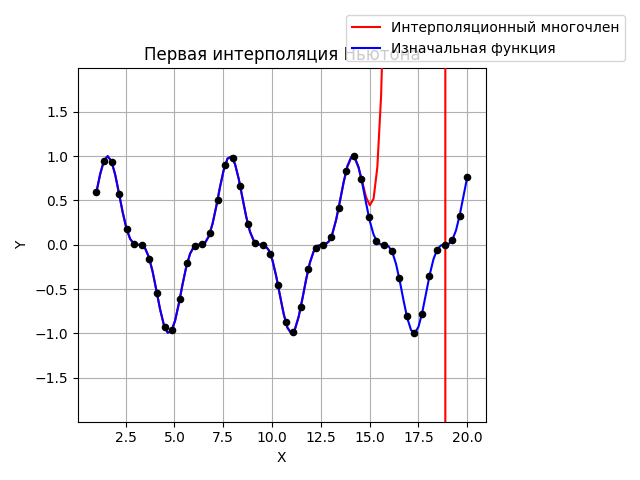 Интерполяционный многочлен
Изначальная функция
Первая интерполяция Ньютона
1.5
1.0
0.5
0.0
−0.5
−1.0
−1.5
Y
2.5 5.0 7.5 10.0 12.5 15.0 17.5 20.0
X